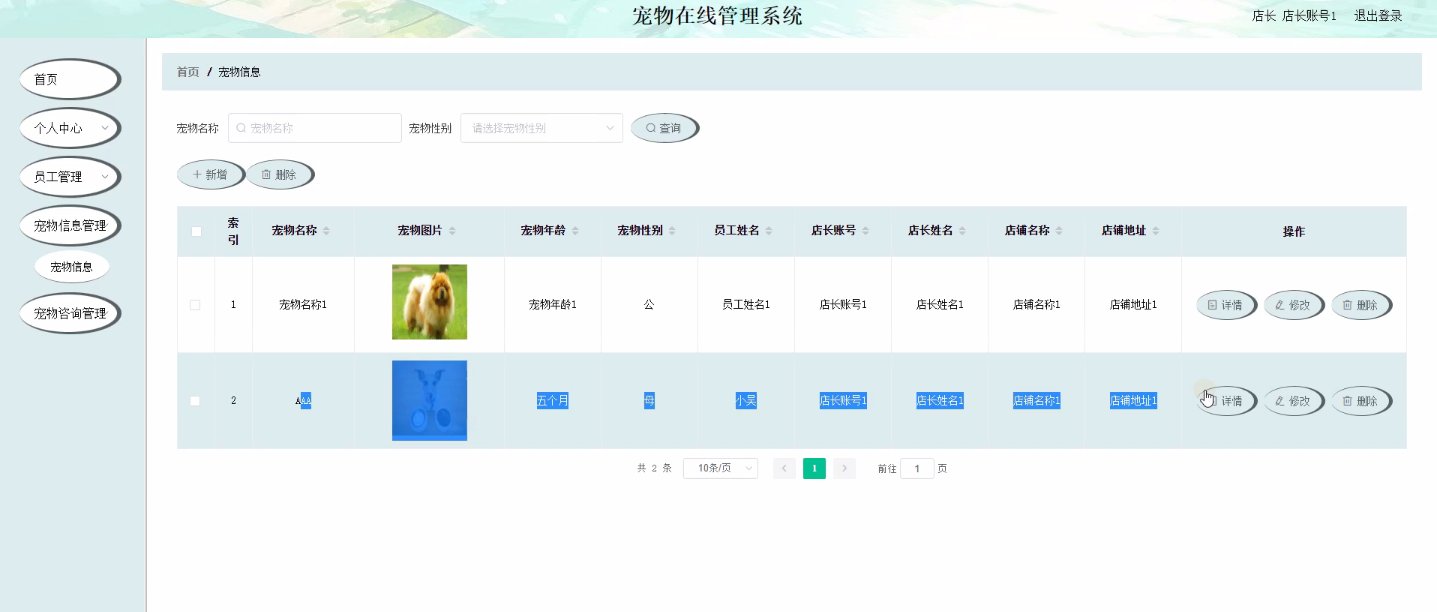 宠物在线管理系统
店长 店长账号1 退出登录
首页
个人中心
员工管理
宠物信息管理
宠物信息
宠物咨询管理
首页 / 宠物信息
宠物名称 宠物名称 宠物性别 请选择宠物性别 查询
新增 删除
索引 宠物名称 宠物图片 宠物年龄 宠物性别 员工姓名 店长账号 店长姓名 店铺名称 店铺地址 操作
1 宠物名称1 宠物年龄1 公 员工姓名1 店长账号1 店长姓名1 店铺名称1 店铺地址1 详情 修改 删除
2 AAA 五个月 母 小吴 店长账号1 店长姓名1 店铺名称1 店铺地址1 详情 修改 删除
共 2 条 10条/页 1 前往 1 页